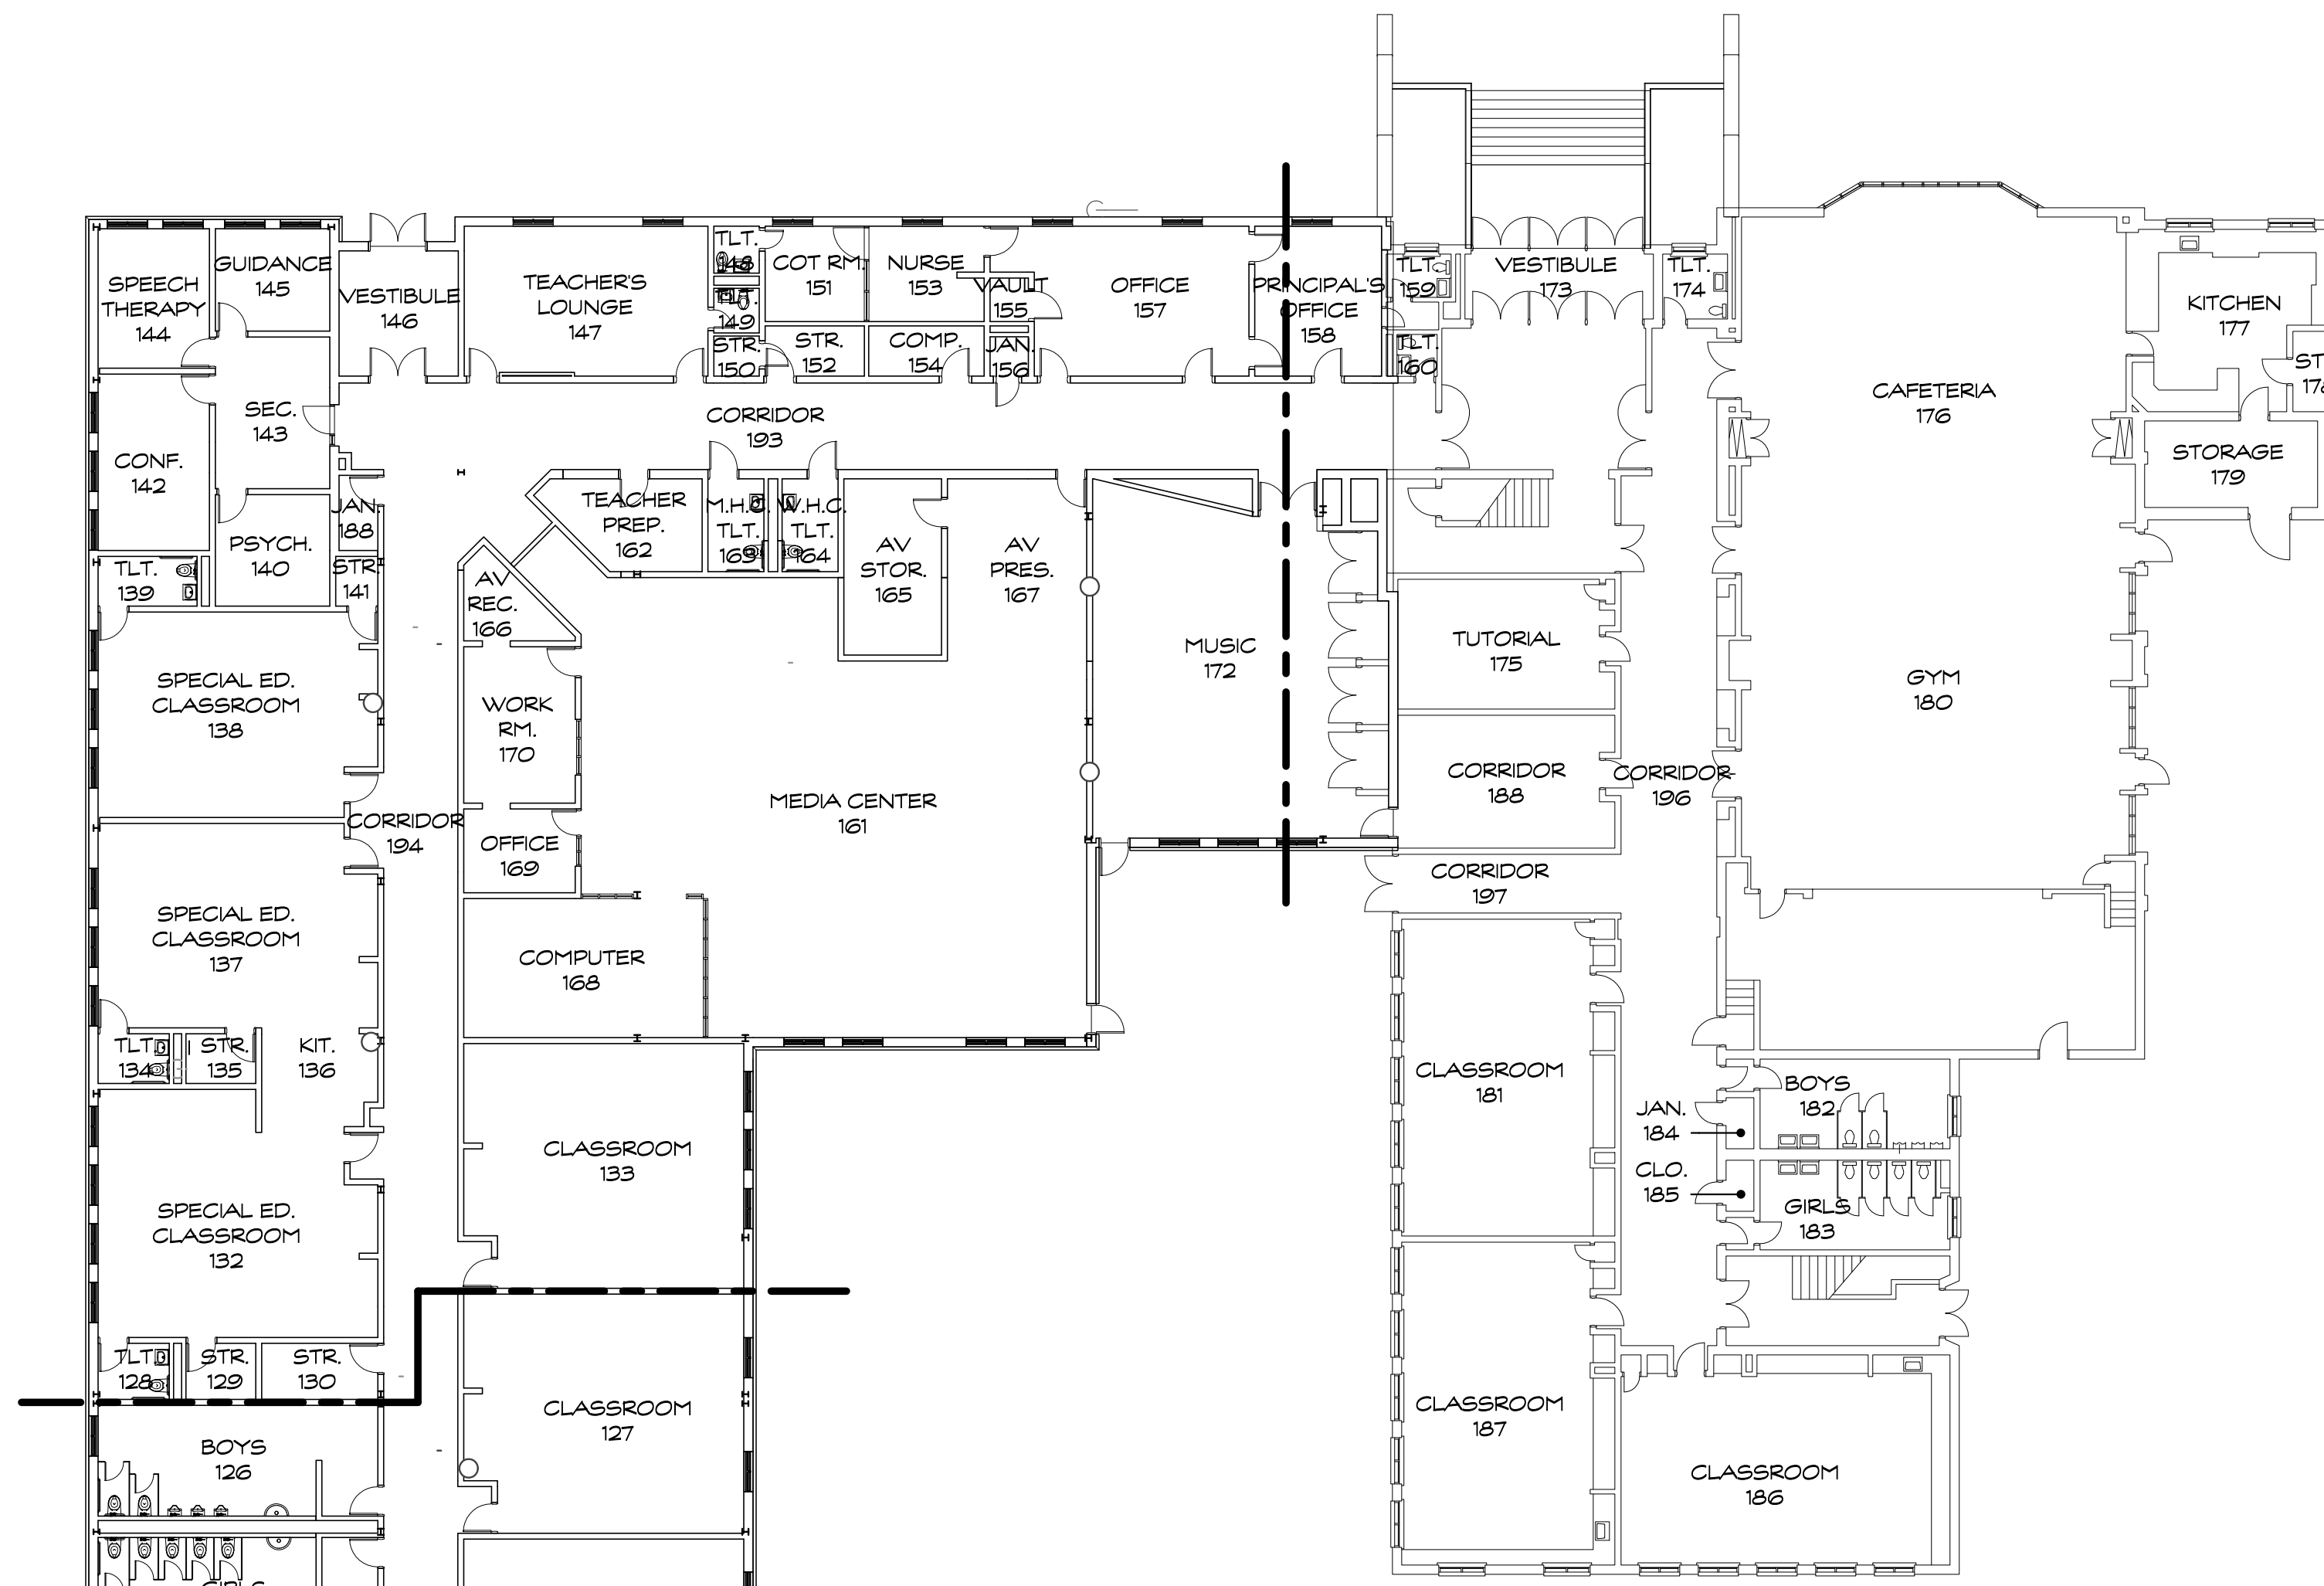 SPEECH
THERAPY
144
GUIDANCE
145
VESTIBULE
146
TEACHER'S
LOUNGE
147
TLT.
148
TLT.
149
STR.
150
COT RM.
151
STR.
152
NURSE
153
COMP.
154
VAULT
155
JAN.
156
OFFICE
157
PRINCIPAL'S
OFFICE
158
TLT.
159
TLT.
160
VESTIBULE
173
TLT.
174
CAFETERIA
176
KITCHEN
177
STORAGE
179
SEC.
143
CONF.
142
CORRIDOR
193
JAN.
188
PSYCH.
140
STR.
141
TLT.
139
TEACHER
PREP.
162
M.H.C.
TLT.
163
W.H.C.
TLT.
164
AV
STOR.
165
AV
PRES.
167
AV
REC.
166
MUSIC
172
TUTORIAL
175
GYM
180
SPECIAL ED.
CLASSROOM
138
WORK
RM.
170
MEDIA CENTER
161
CORRIDOR
188
CORRIDOR
196
CORRIDOR
194
OFFICE
169
CORRIDOR
197
SPECIAL ED.
CLASSROOM
137
COMPUTER
168
TLT.
134
STR.
135
KIT.
136
CLASSROOM
181
BOYS
182
JAN.
184
CLO.
185
GIRLS
183
CLASSROOM
133
SPECIAL ED.
CLASSROOM
132
TLT.
128
STR.
129
STR.
130
CLASSROOM
127
CLASSROOM
187
CLASSROOM
186
BOYS
126